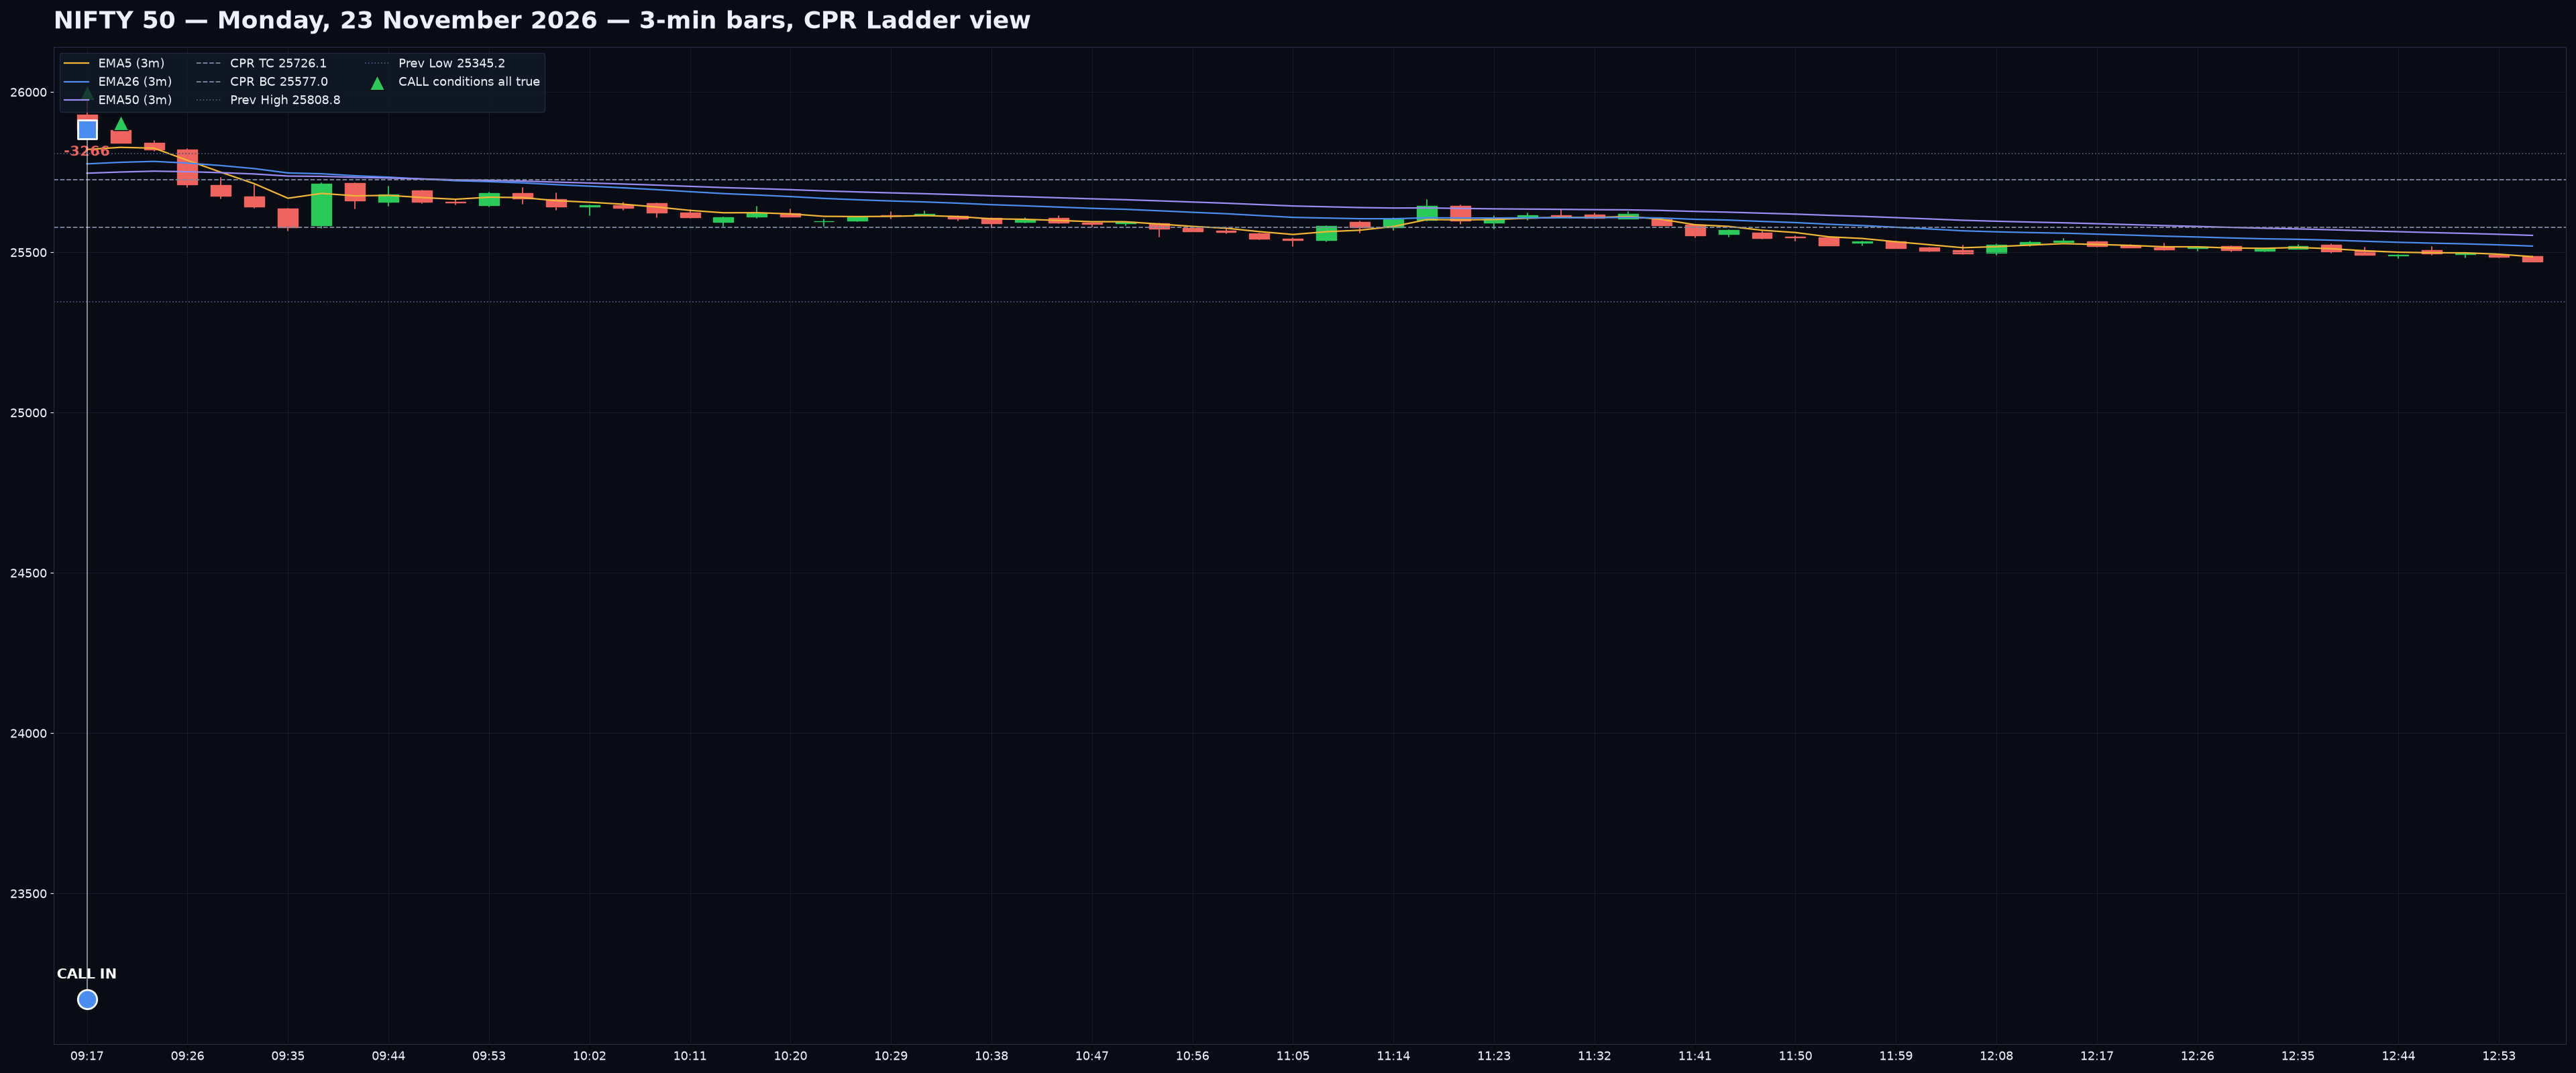 NIFTY 50 — Monday, 23 November 2026 — 3-min bars, CPR Ladder view
EMA5 (3m)
EMA26 (3m)
EMA50 (3m)
CPR TC 25726.1
CPR BC 25577.0
Prev High 25808.8
Prev Low 25345.2
CALL conditions all true
26000
25500
25000
24500
24000
23500
-3266
CALL IN
09:17 09:26 09:35 09:44 09:53 10:02 10:11 10:20 10:29 10:38 10:47 10:56 11:05 11:14 11:23 11:32 11:41 11:50 11:59 12:08 12:17 12:26 12:35 12:44 12:53